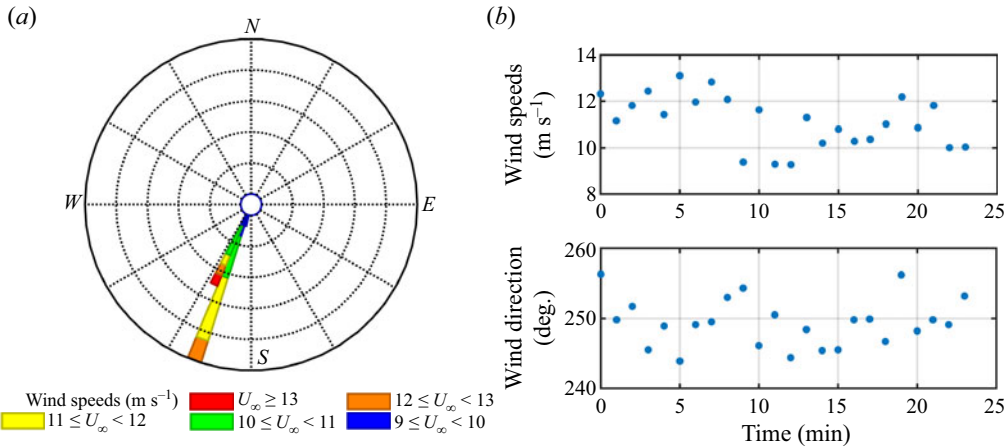 (a)
N
W
E
S
Wind speeds (m s⁻¹)
U∞ ≥ 13
12 ≤ U∞ < 13
11 ≤ U∞ < 12
10 ≤ U∞ < 11
9 ≤ U∞ < 10
(b)
Wind speeds
(m s⁻¹)
14
12
10
8
0 5 10 15 20 25
Wind direction
(deg.)
260
250
240
0 5 10 15 20 25
Time (min)